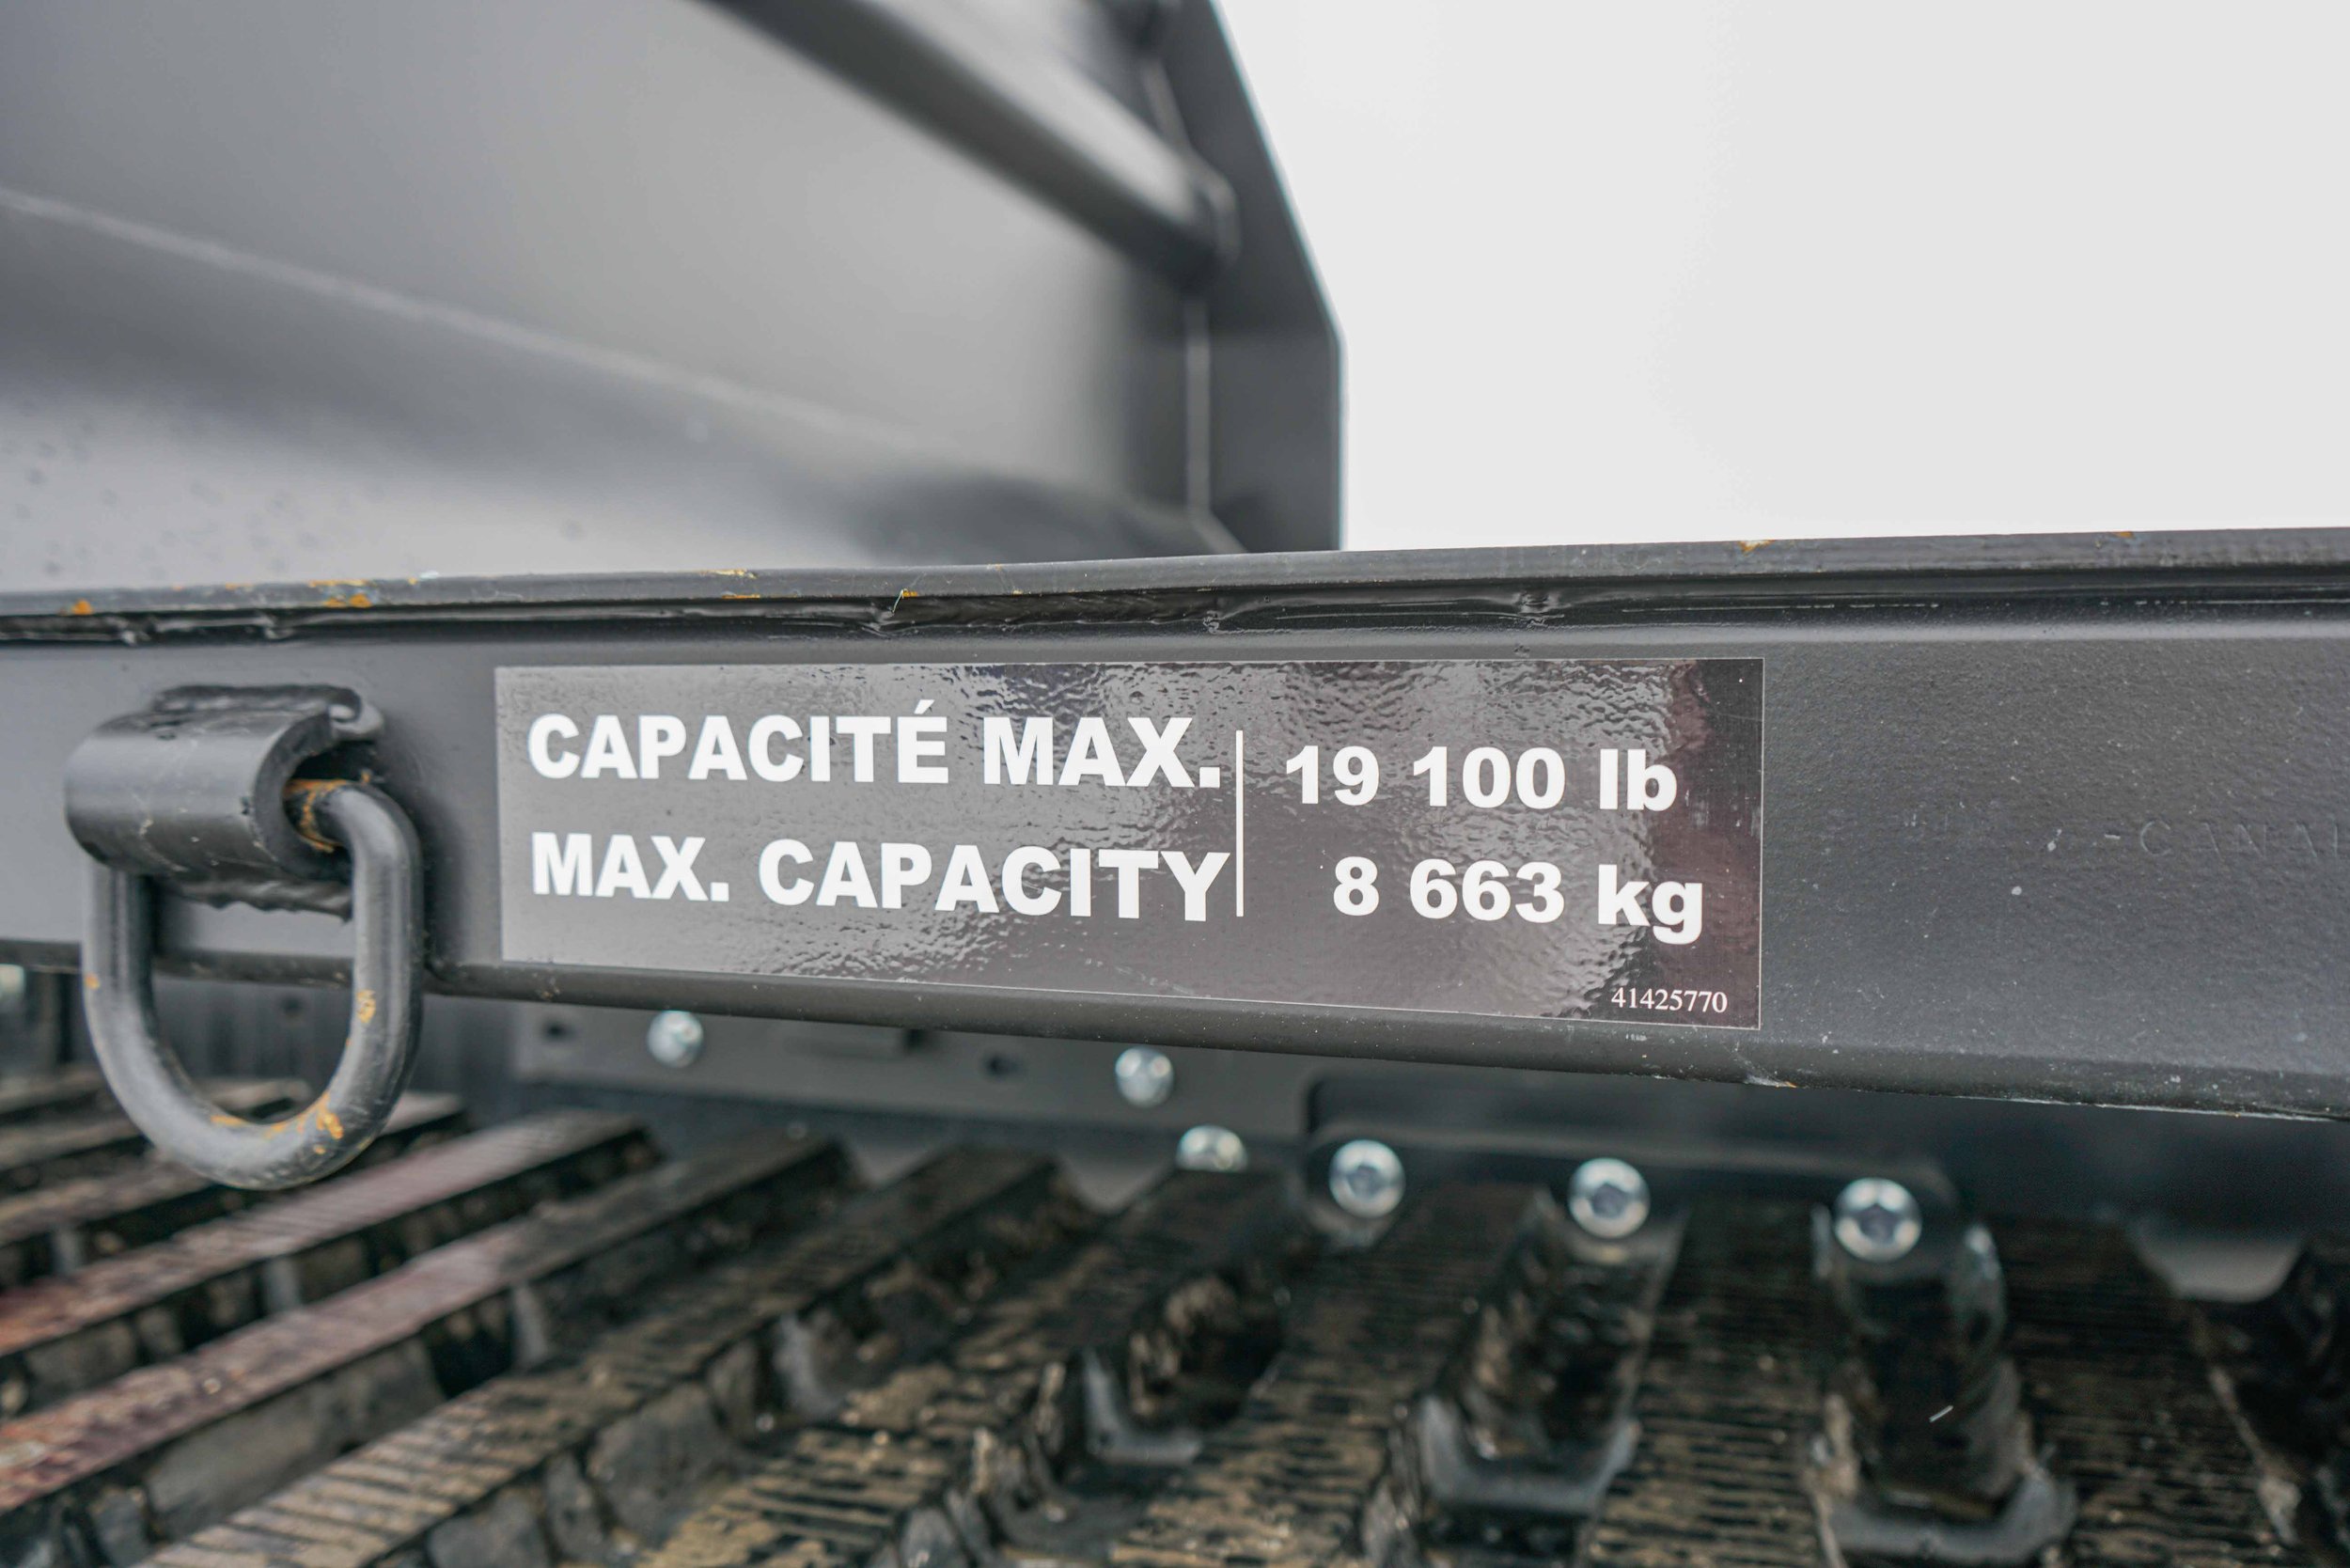 CAPACITÉ MAX. 19 100 lb
MAX. CAPACITY 8 663 kg
41425770